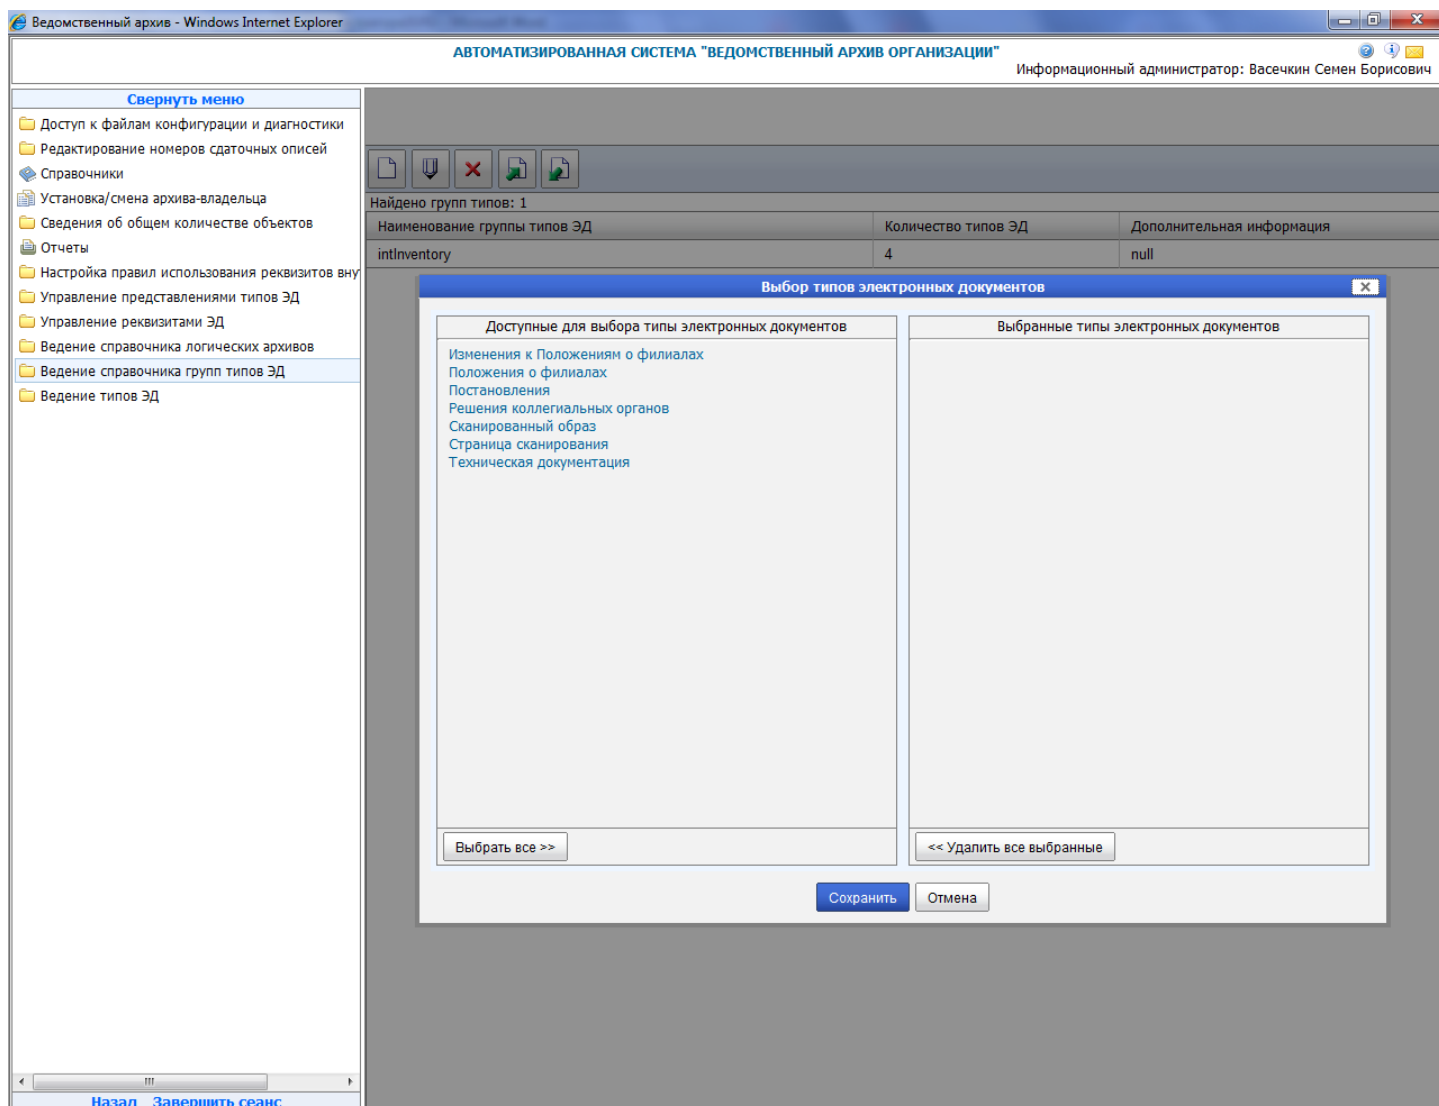 Ведомственный архив - Windows Internet Explorer
АВТОМАТИЗИРОВАННАЯ СИСТЕМА "ВЕДОМСТВЕННЫЙ АРХИВ ОРГАНИЗАЦИИ"
Информационный администратор: Васечкин Семен Борисович
Свернуть меню
Доступ к файлам конфигурации и диагностики
Редактирование номеров сдаточных описей
Справочники
Установка/смена архива-владельца
Сведения об общем количестве объектов
Отчеты
Настройка правил использования реквизитов вну
Управление представлениями типов ЭД
Управление реквизитами ЭД
Ведение справочника логических архивов
Ведение справочника групп типов ЭД
Ведение типов ЭД
Назад Завершить сеанс
Найдено групп типов: 1
Наименование группы типов ЭД Количество типов ЭД Дополнительная информация
intInventory 4 null
Выбор типов электронных документов
Доступные для выбора типы электронных документов
Изменения к Положениям о филиалах
Положения о филиалах
Постановления
Решения коллегиальных органов
Сканированный образ
Страница сканирования
Техническая документация
Выбрать все >>
Выбранные типы электронных документов
<< Удалить все выбранные
Сохранить Отмена